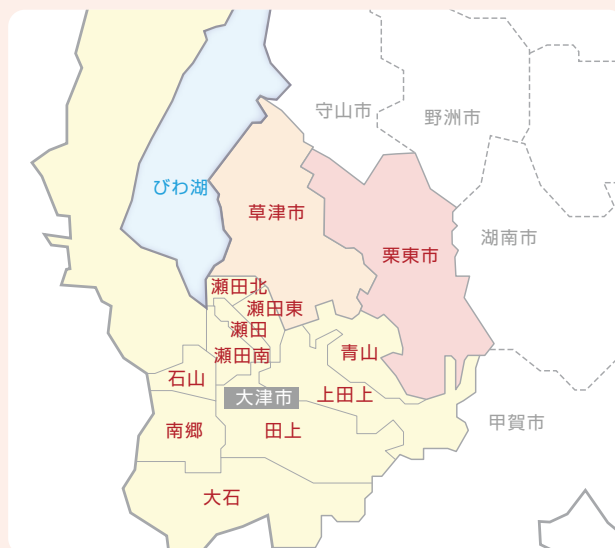 守山市
野洲市
びわ湖
草津市
湖南市
栗東市
瀬田北
瀬田東
瀬田
瀬田南
青山
石山
大津市
上田上
南郷
田上
甲賀市
大石